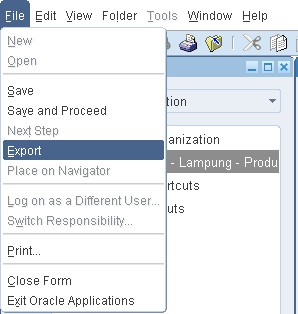 File Edit View Folder Tools Window Help
New
Open
Save
Save and Proceed
Next Step
Export
Place on Navigator
Log on as a Different User...
Switch Responsibility...
Print...
Close Form
Exit Oracle Applications
tion
anization
- Lampung - Produ
rtcuts
uts